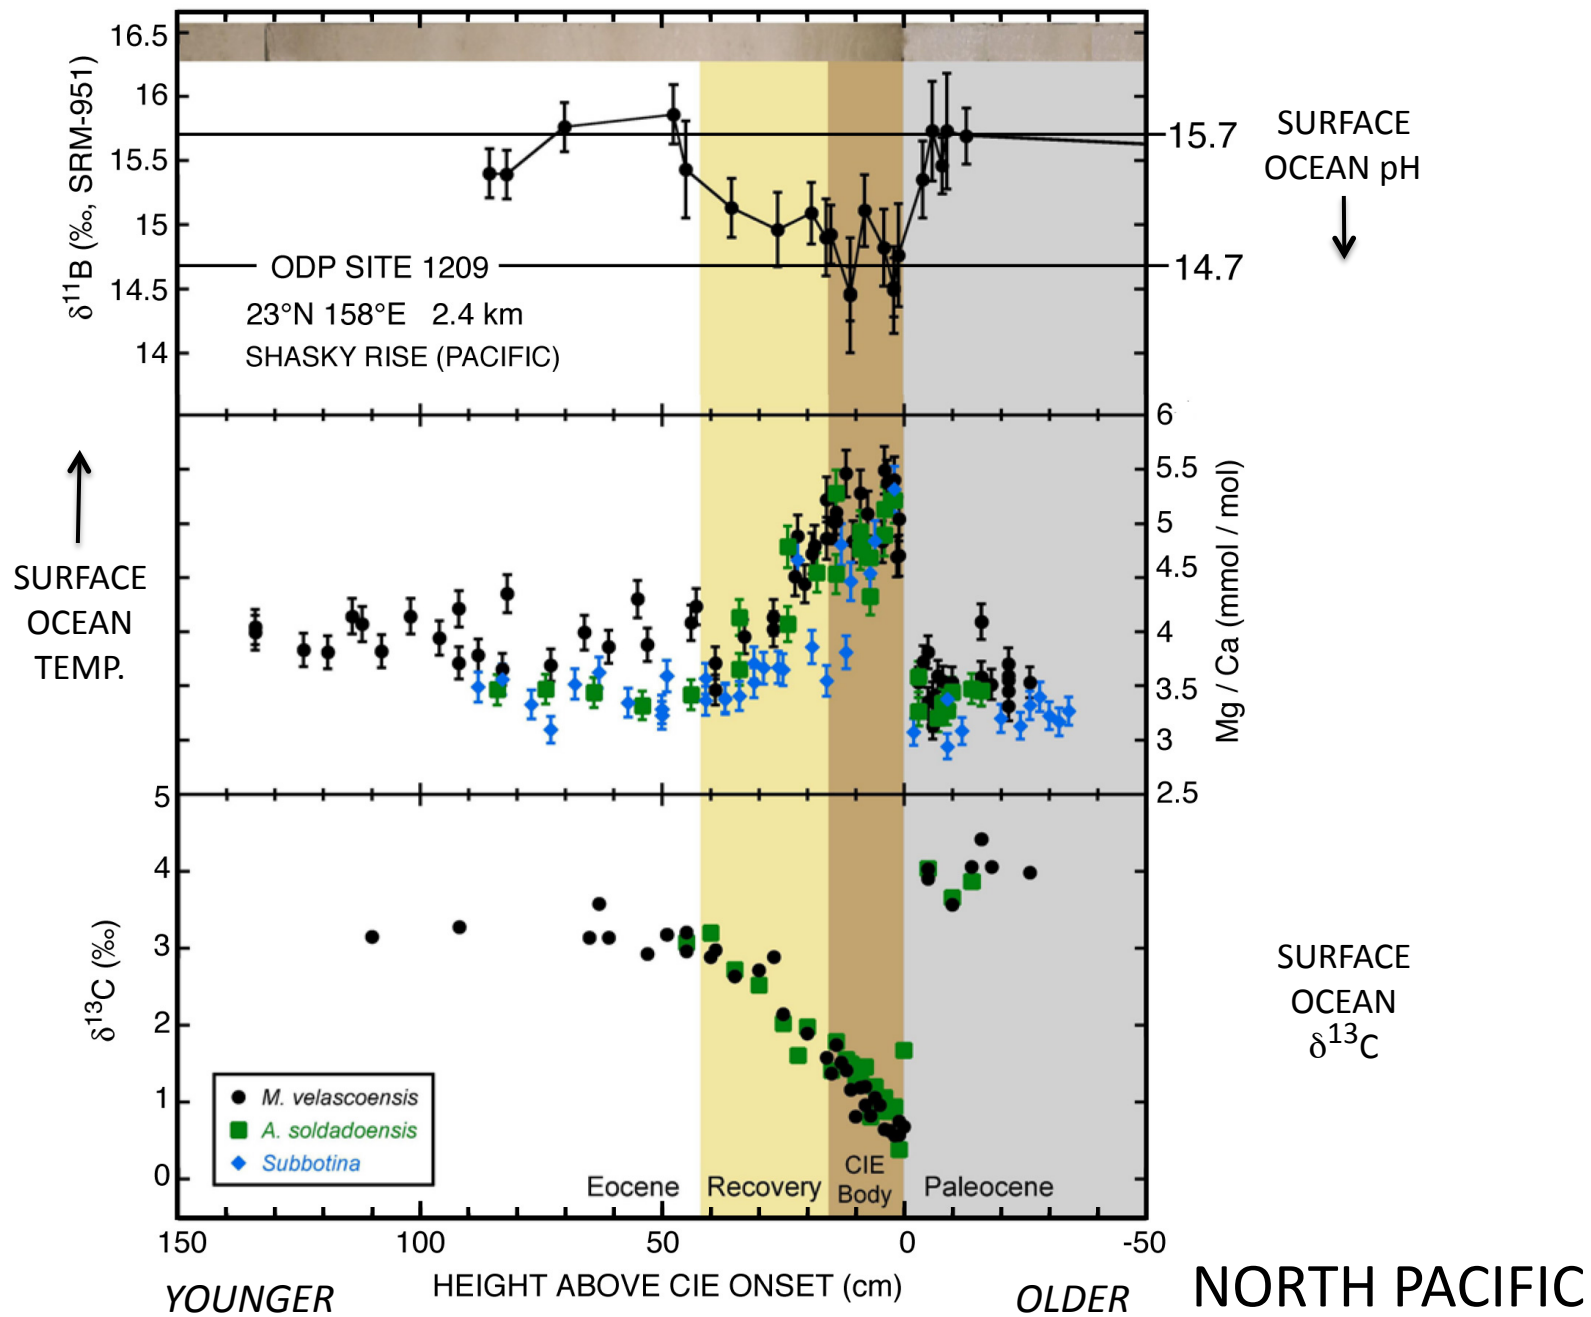 16.5
16
15.5
15
14.5
14
δ11B (‰, SRM-951)
15.7
14.7
SURFACE
OCEAN pH
ODP SITE 1209
23°N 158°E 2.4 km
SHASKY RISE (PACIFIC)
6
5.5
5
4.5
4
3.5
3
2.5
Mg / Ca (mmol / mol)
SURFACE
OCEAN
TEMP.
5
4
3
2
1
0
δ13C (‰)
SURFACE
OCEAN
δ13C
M. velascoensis
A. soldadoensis
Subbotina
Eocene
Recovery
CIE
Body
Paleocene
150
100
50
0
-50
YOUNGER
HEIGHT ABOVE CIE ONSET (cm)
OLDER
NORTH PACIFIC